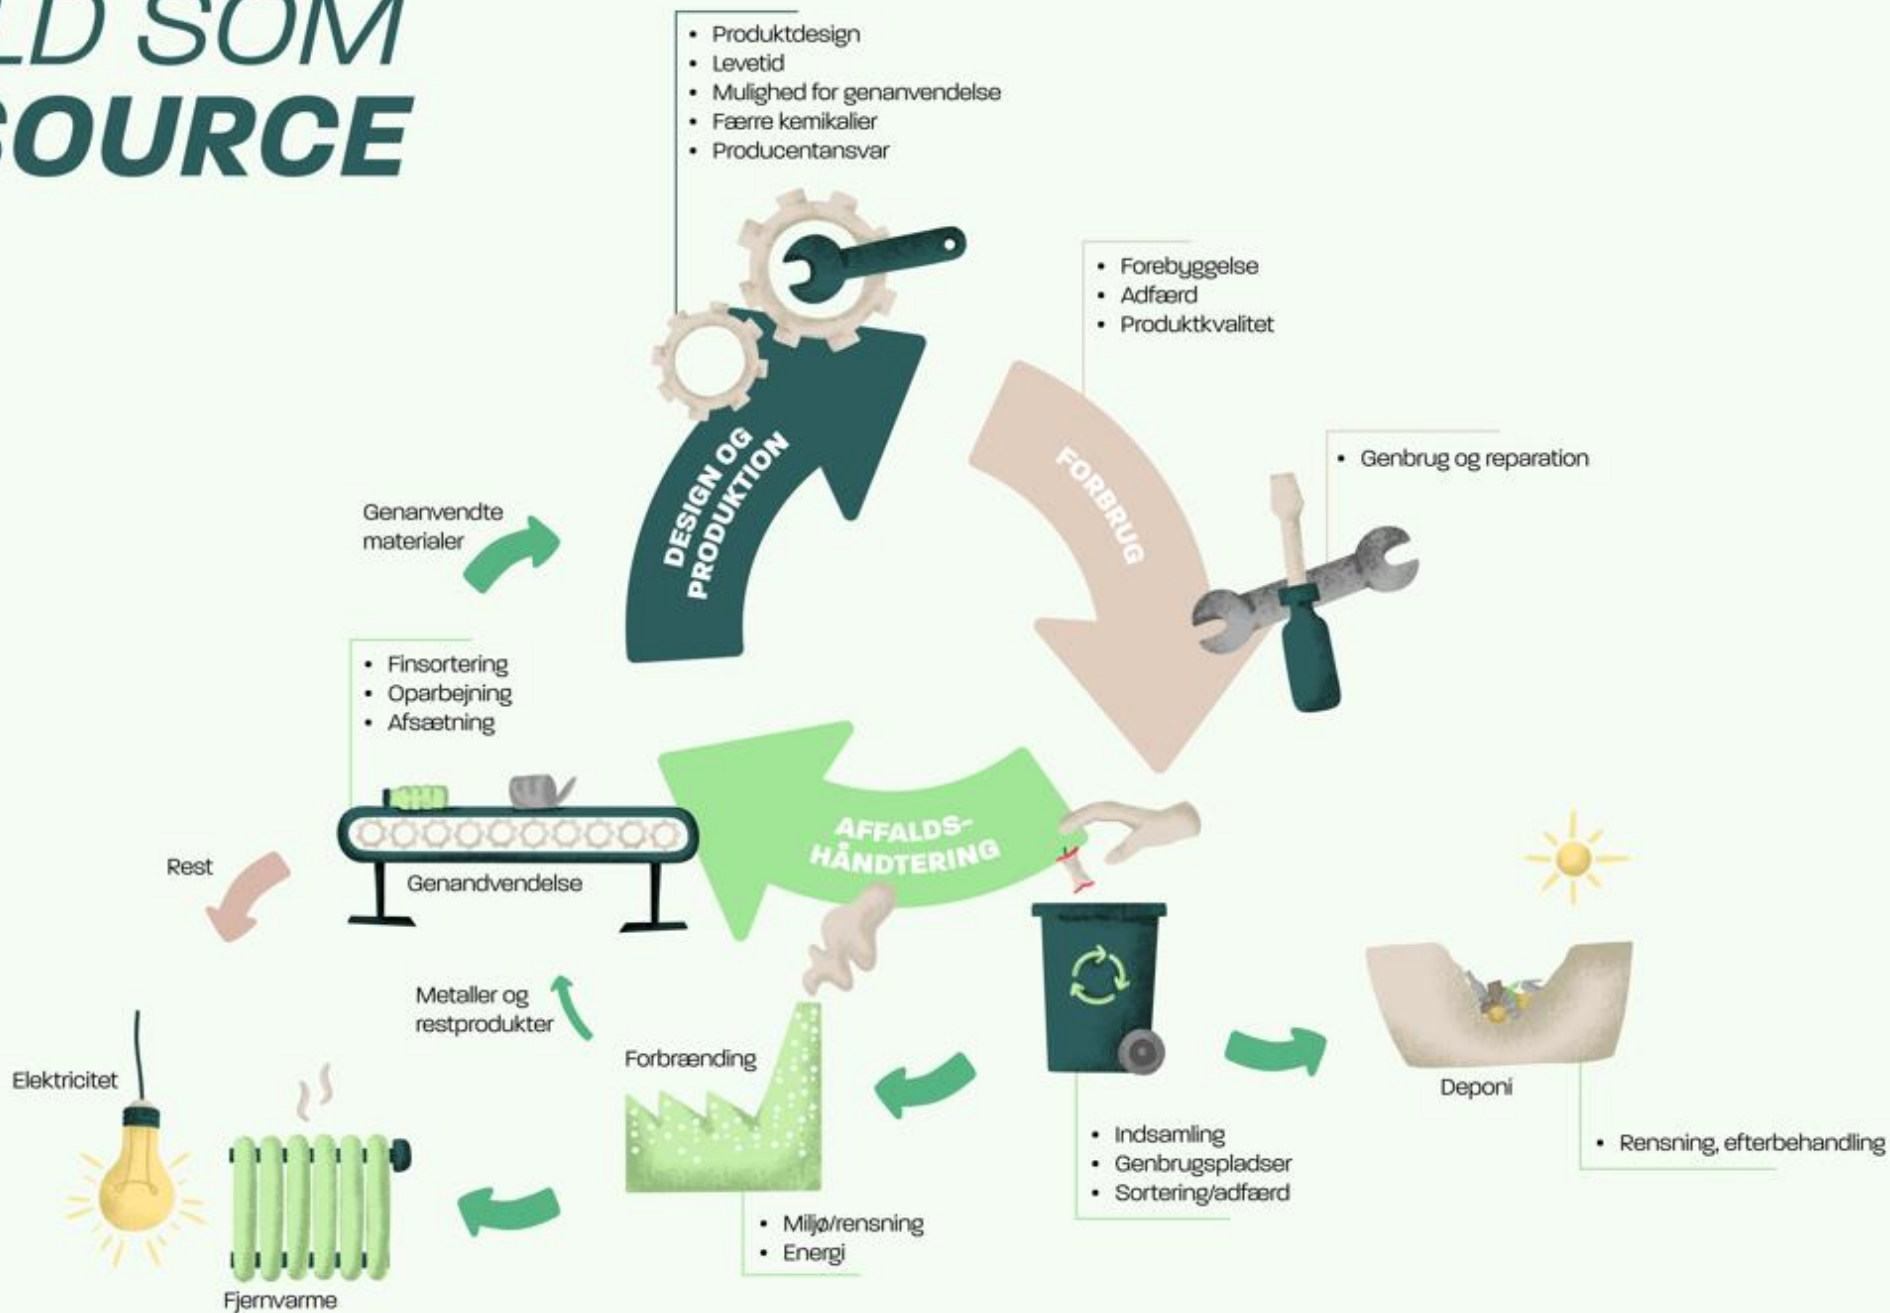 LD SOM
SOURCE
• Produktdesign
• Levetid
• Mulighed for genanvendelse
• Færre kemikalier
• Producentansvar
• Forebyggelse
• Adfærd
• Produktkvalitet
• Genbrug og reparation
DESIGN OG
PRODUKTION
FORBRUG
Genanvendte
materialer
• Finsortering
• Oparbejning
• Afsætning
AFFALDS-
HÅNDTERING
Rest
Genandvendelse
Metaller og
restprodukter
Forbrænding
Elektricitet
Deponi
• Indsamling
• Genbrugspladser
• Sortering/adfærd
• Rensning, efterbehandling
• Miljø/rensning
• Energi
Fjernvarme